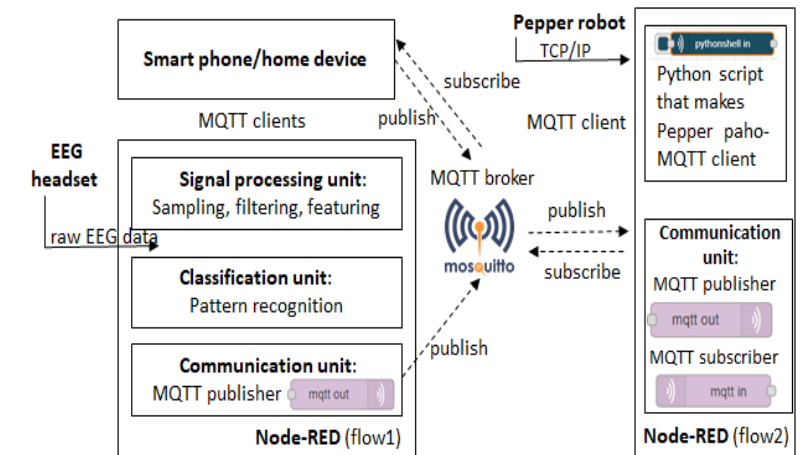 Smart phone/home device
subscribe
publish
MQTT clients
EEG
headset
raw EEG data
Signal processing unit:
Sampling, filtering, featuring
Classification unit:
Pattern recognition
Communication unit:
MQTT publisher
mqtt out
Node-RED (flow1)
publish
MQTT broker
mosquitto
publish
subscribe
Pepper robot
TCP/IP
MQTT client
pythonshell in
Python script
that makes
Pepper paho-
MQTT client
Communication
unit:
MQTT publisher
mqtt out
MQTT subscriber
mqtt in
Node-RED (flow2)